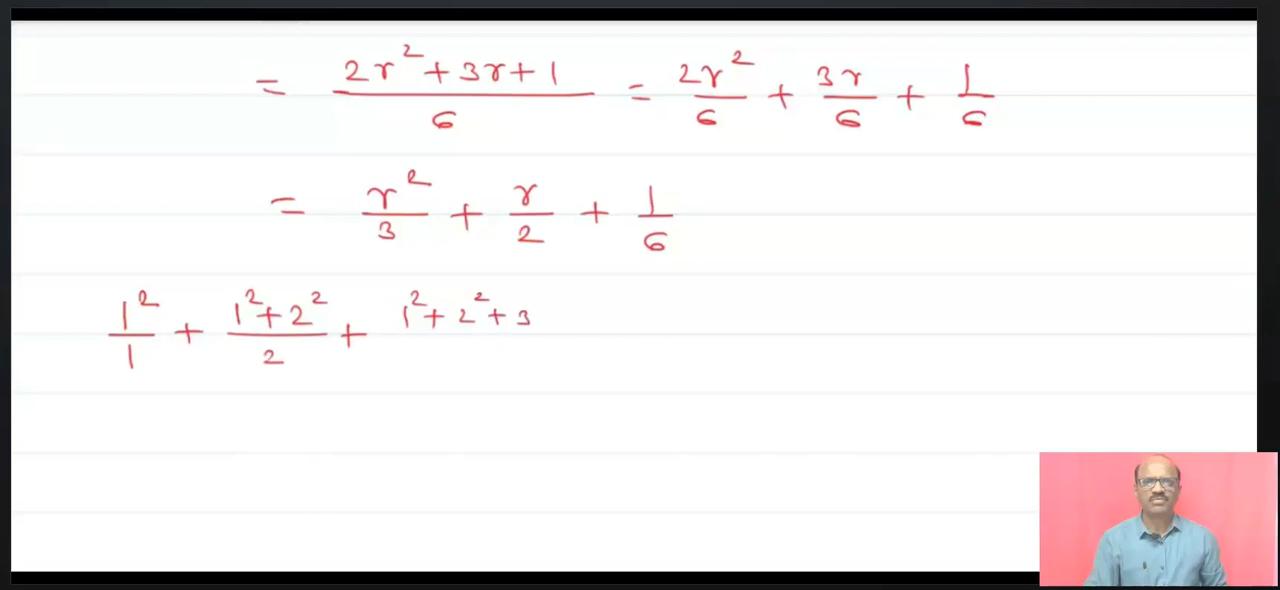 = (2r² + 3r + 1)/6 = 2r²/6 + 3r/6 + 1/6
= r²/3 + r/2 + 1/6
1²/1 + (1² + 2²)/2 + 1² + 2² + 3